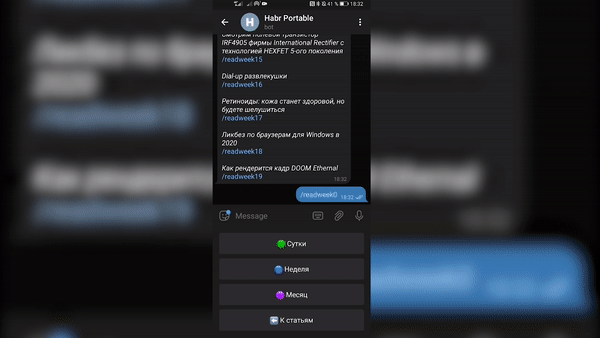 41 % 18:32
Habr Portable
bot
Смотрим полевой транзистор
IRF4905 фирмы International Rectifier с
технологией HEXFET 5-ого поколения
/readweek15
Dial-up развлекушки
/readweek16
Ретиноиды: кожа станет здоровой, но
будете шелушиться
/readweek17
Ликбез по браузерам для Windows в
2020
/readweek18
Как рендерится кадр DOOM Ethernal
/readweek19
18:32
/readweek0 18:32
Message
Сутки
Неделя
Месяц
К статьям